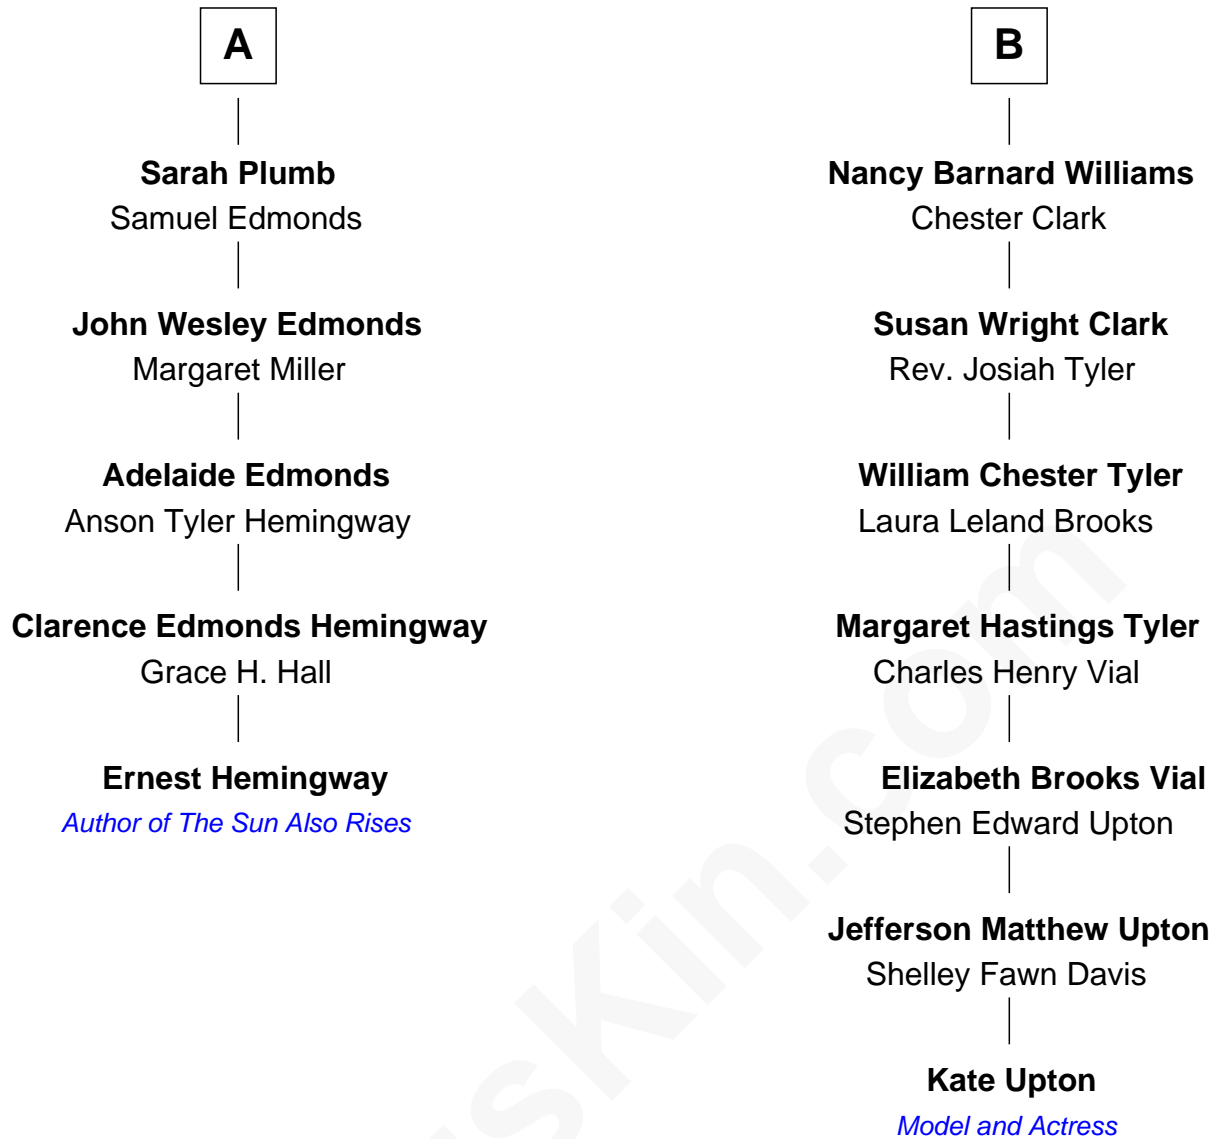 A
Sarah Plumb
Samuel Edmonds
John Wesley Edmonds
Margaret Miller
Adelaide Edmonds
Anson Tyler Hemingway
Clarence Edmonds Hemingway
Grace H. Hall
Ernest Hemingway
Author of The Sun Also Rises
B
Nancy Barnard Williams
Chester Clark
Susan Wright Clark
Rev. Josiah Tyler
William Chester Tyler
Laura Leland Brooks
Margaret Hastings Tyler
Charles Henry Vial
Elizabeth Brooks Vial
Stephen Edward Upton
Jefferson Matthew Upton
Shelley Fawn Davis
Kate Upton
Model and Actress